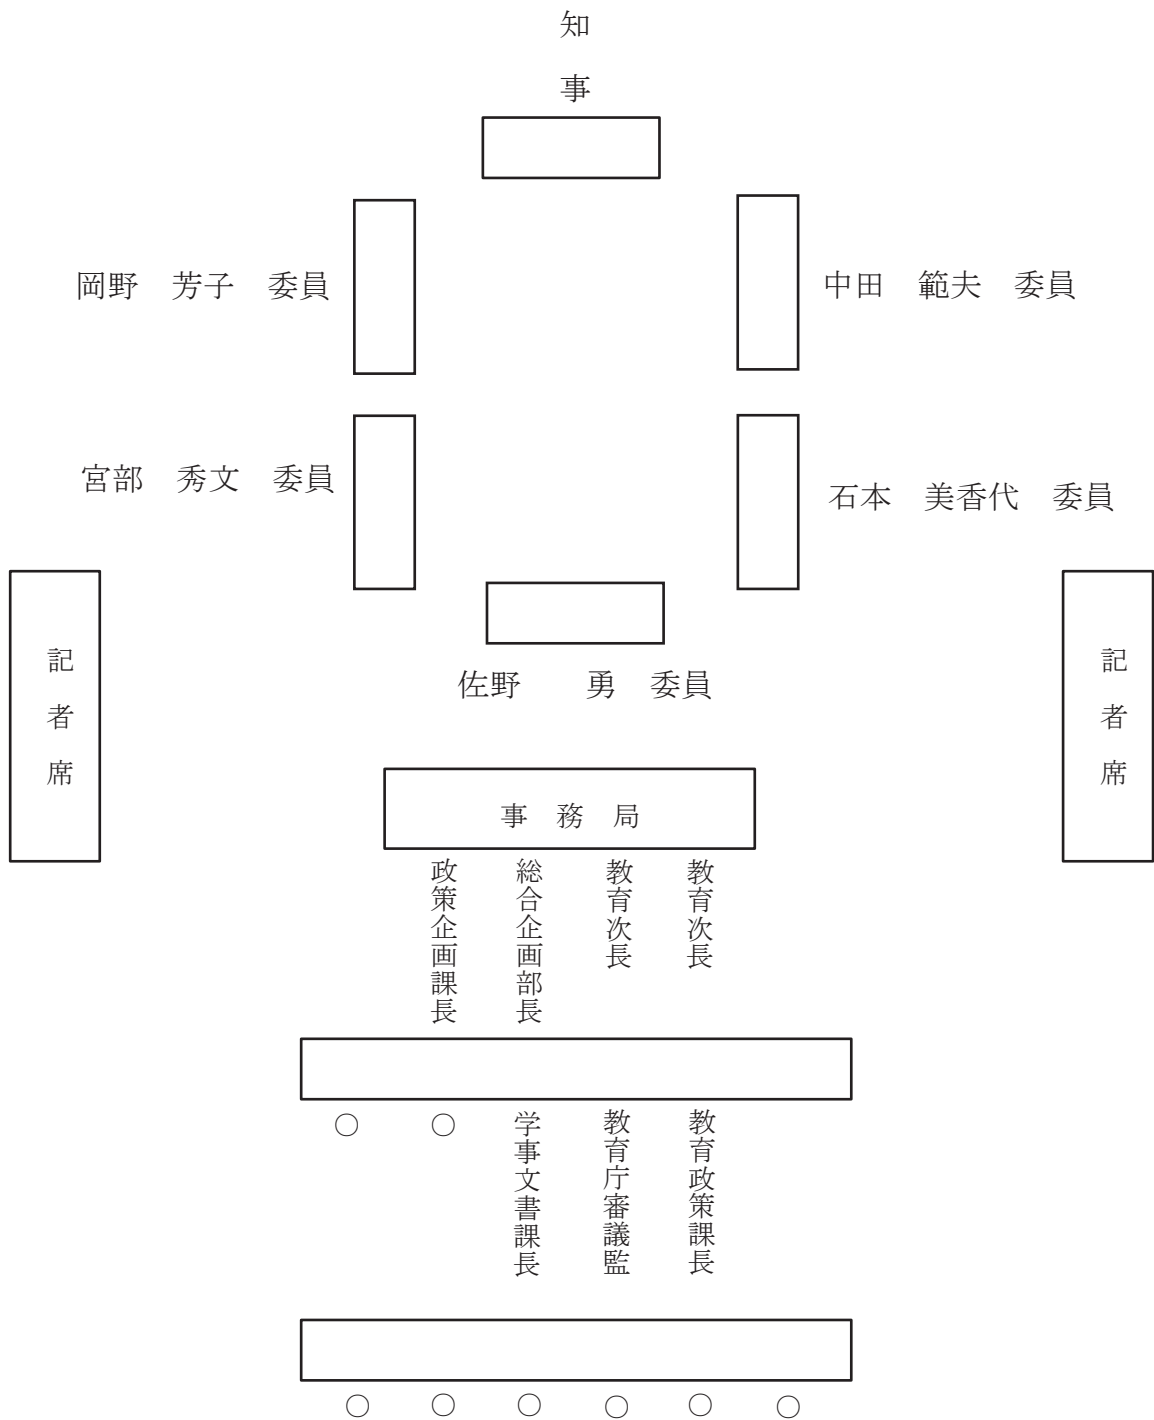 知事
岡野　芳子　委員
中田　範夫　委員
宮部　秀文　委員
石本　美香代　委員
佐野　　勇　委員
記者席
記者席
事　務　局
政策企画課長
総合企画部長
教育次長
教育次長
○
○
学事文書課長
教育庁審議監
教育政策課長
○　○　○　○　○　○